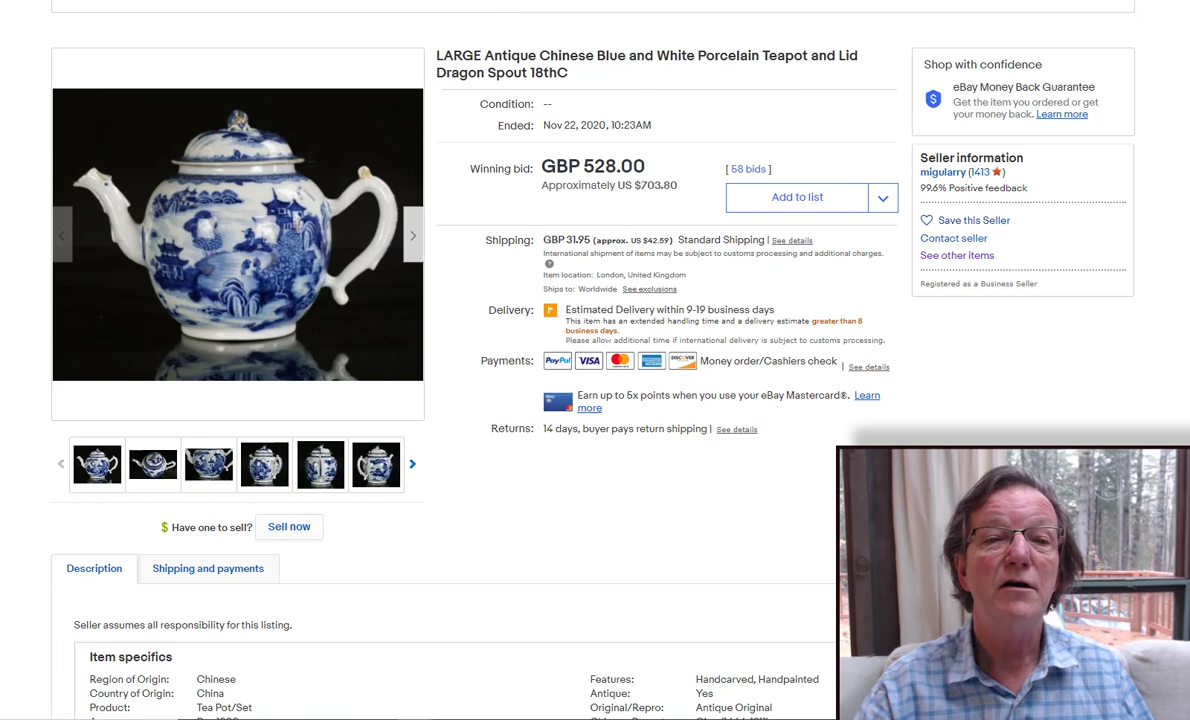 LARGE Antique Chinese Blue and White Porcelain Teapot and Lid
Dragon Spout 18thC
Condition: --
Ended: Nov 22, 2020, 10:23AM
Winning bid: GBP 528.00 [ 58 bids ]
Approximately US $703.80
Add to list
Shipping: GBP 31.95 (approx. US $42.59) Standard Shipping | See details
International shipment of items may be subject to customs processing and additional charges.
Item location: London, United Kingdom
Ships to: Worldwide See exclusions
Delivery: Estimated Delivery within 9-19 business days
This item has an extended handling time and a delivery estimate greater than 8
business days.
Please allow additional time if international delivery is subject to customs processing.
Payments: PayPal VISA MasterCard DISCOVER Money order/Cashiers check | See details
Earn up to 5x points when you use your eBay Mastercard®. Learn
more
Returns: 14 days, buyer pays return shipping | See details
Shop with confidence
eBay Money Back Guarantee
Get the item you ordered or get
your money back. Learn more
Seller information
migularry (1413)
99.6% Positive feedback
Save this Seller
Contact seller
See other items
Registered as a Business Seller
$ Have one to sell? Sell now
Description Shipping and payments
Seller assumes all responsibility for this listing.
Item specifics
Region of Origin: Chinese Features: Handcarved, Handpainted
Country of Origin: China Antique: Yes
Product: Tea Pot/Set Original/Repro: Antique Original